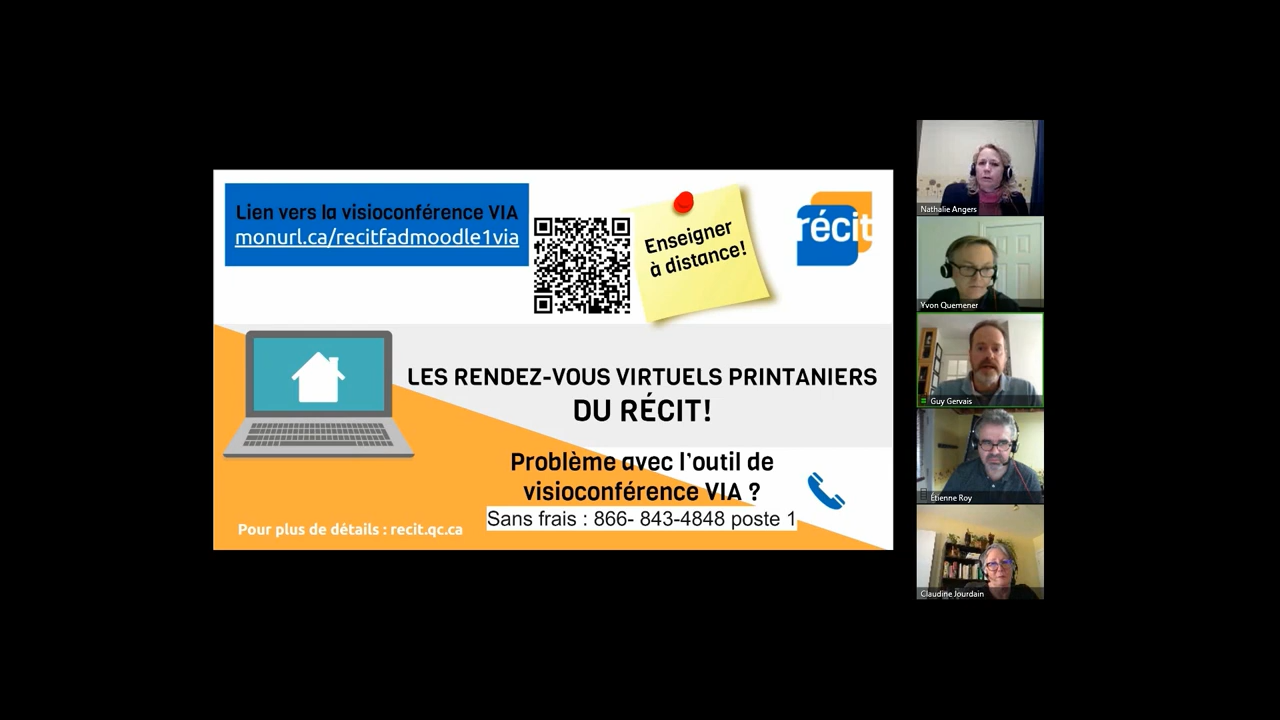 Lien vers la visioconférence VIA
monurl.ca/recitfadmoodle1via
Enseigner
à distance!
récit
LES RENDEZ-VOUS VIRTUELS PRINTANIERS
DU RÉCIT!
Problème avec l'outil de
visioconférence VIA ?
Sans frais : 866- 843-4848 poste 1
Pour plus de détails : recit.qc.ca
Nathalie Angers
Yvon Quemener
Guy Gervais
Étienne Roy
Claudine Jourdain